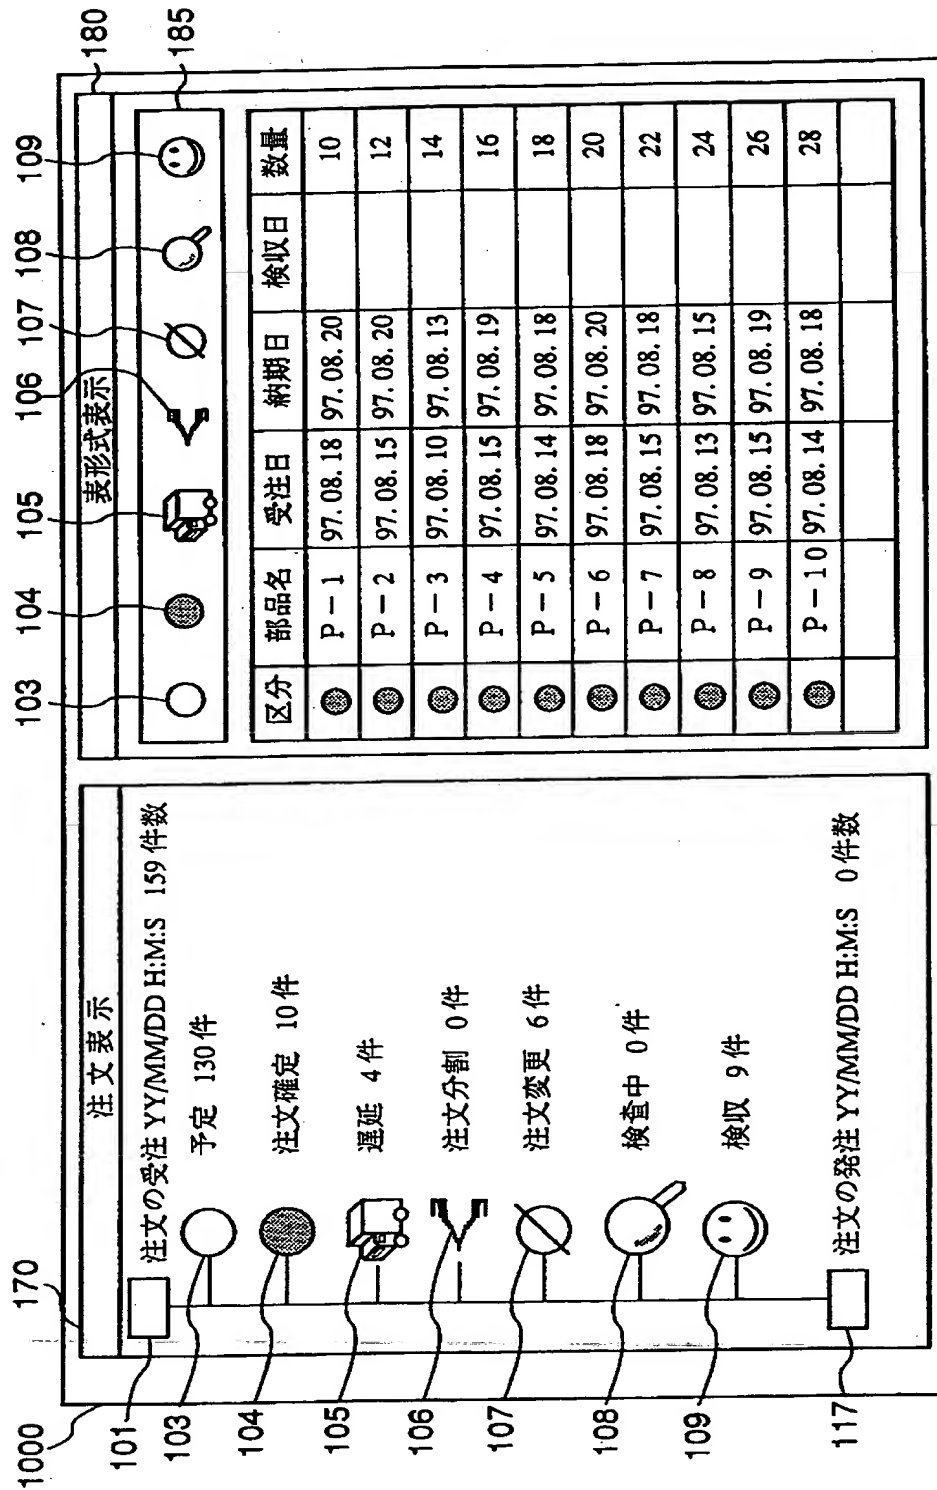 1000
170
注文表示
101
注文の受注 YY/MM/DD H:M:S 159件数
103
予定 130件
104
注文確定 10件
105
遅延 4件
106
注文分割 0件
107
注文変更 6件
108
検査中 0件
109
検収 9件
117
注文の発注 YY/MM/DD H:M:S 0件数
103 104 105 106 107 108 109
180
表形式表示
185
区分 部品名 受注日 納期日 検収日 数量
P－1 97.08.18 97.08.20 10
P－2 97.08.15 97.08.20 12
P－3 97.08.10 97.08.13 14
P－4 97.08.15 97.08.19 16
P－5 97.08.14 97.08.18 18
P－6 97.08.18 97.08.20 20
P－7 97.08.15 97.08.18 22
P－8 97.08.13 97.08.15 24
P－9 97.08.15 97.08.19 26
P－10 97.08.14 97.08.18 28